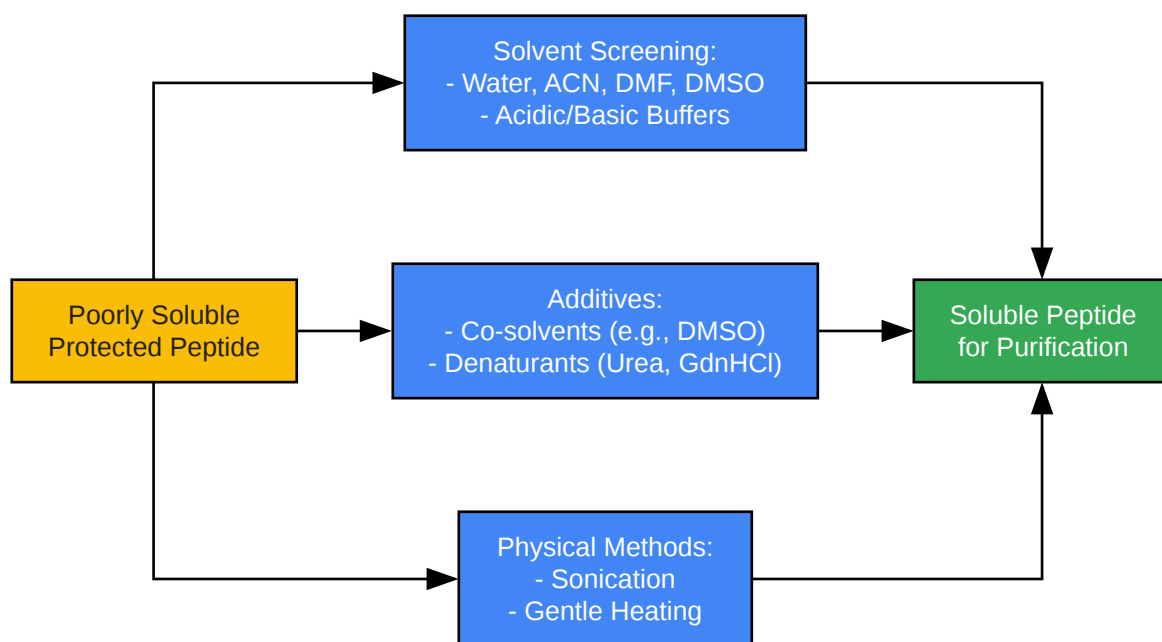 Solvent Screening:
- Water, ACN, DMF, DMSO
- Acidic/Basic Buffers
Poorly Soluble
Protected Peptide
Additives:
- Co-solvents (e.g., DMSO)
- Denaturants (Urea, GdnHCl)
Soluble Peptide
for Purification
Physical Methods:
- Sonication
- Gentle Heating